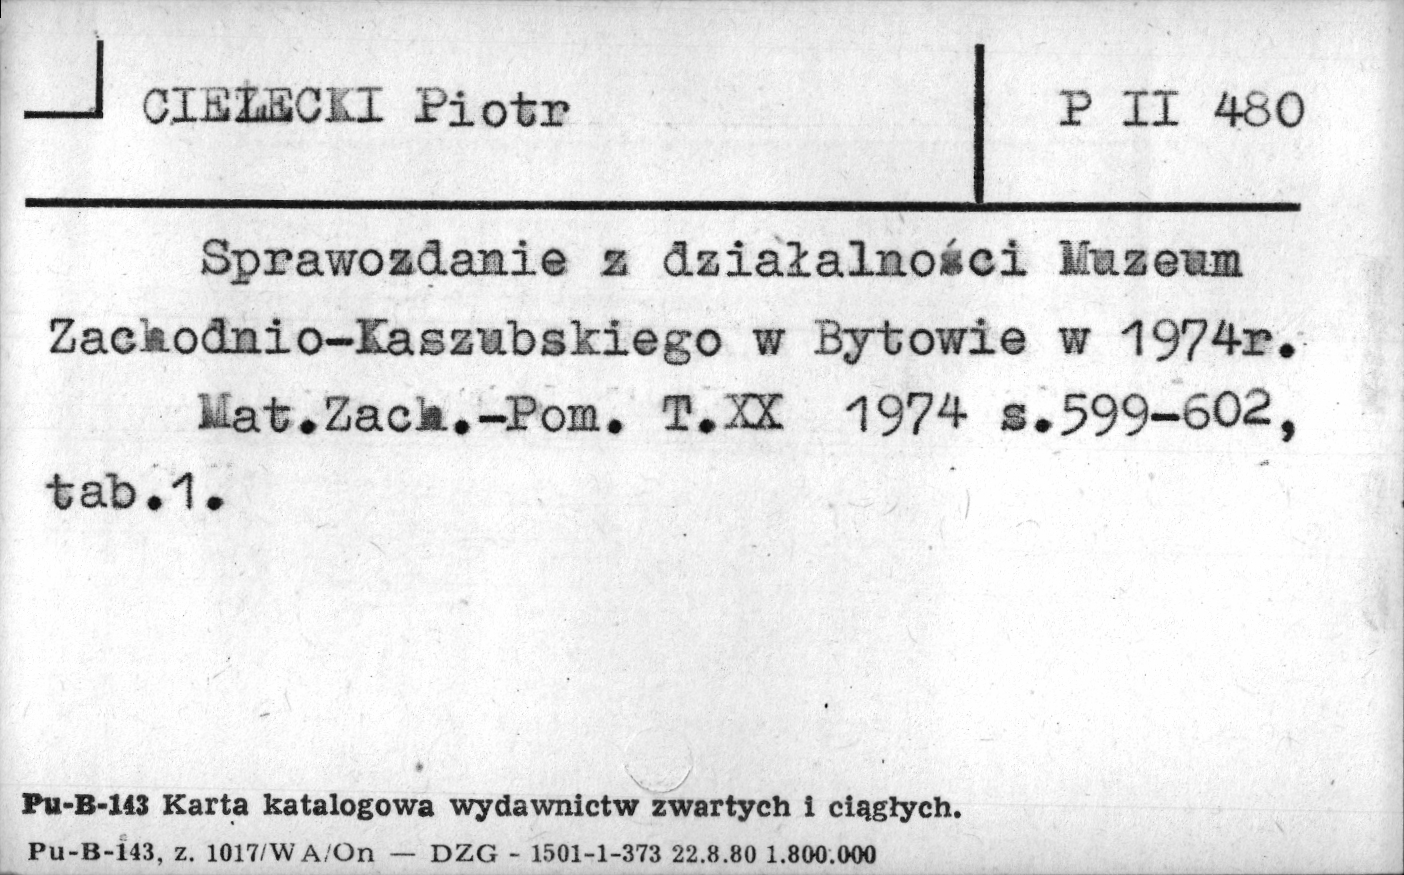 CIEŁECKI Piotr
P II 480
Sprawozdanie z działalności Muzeum
Zachodnio-Kaszubskiego w Bytowie w 1974r.
Mat.Zach.-Pom. T.XX 1974 s.599-602,
tab.1.
Pu-B-143 Karta katalogowa wydawnictw zwartych i ciągłych.
Pu-B-143, z. 1017/WA/On — DZG - 1501-1-373 22.8.80 1.800.000